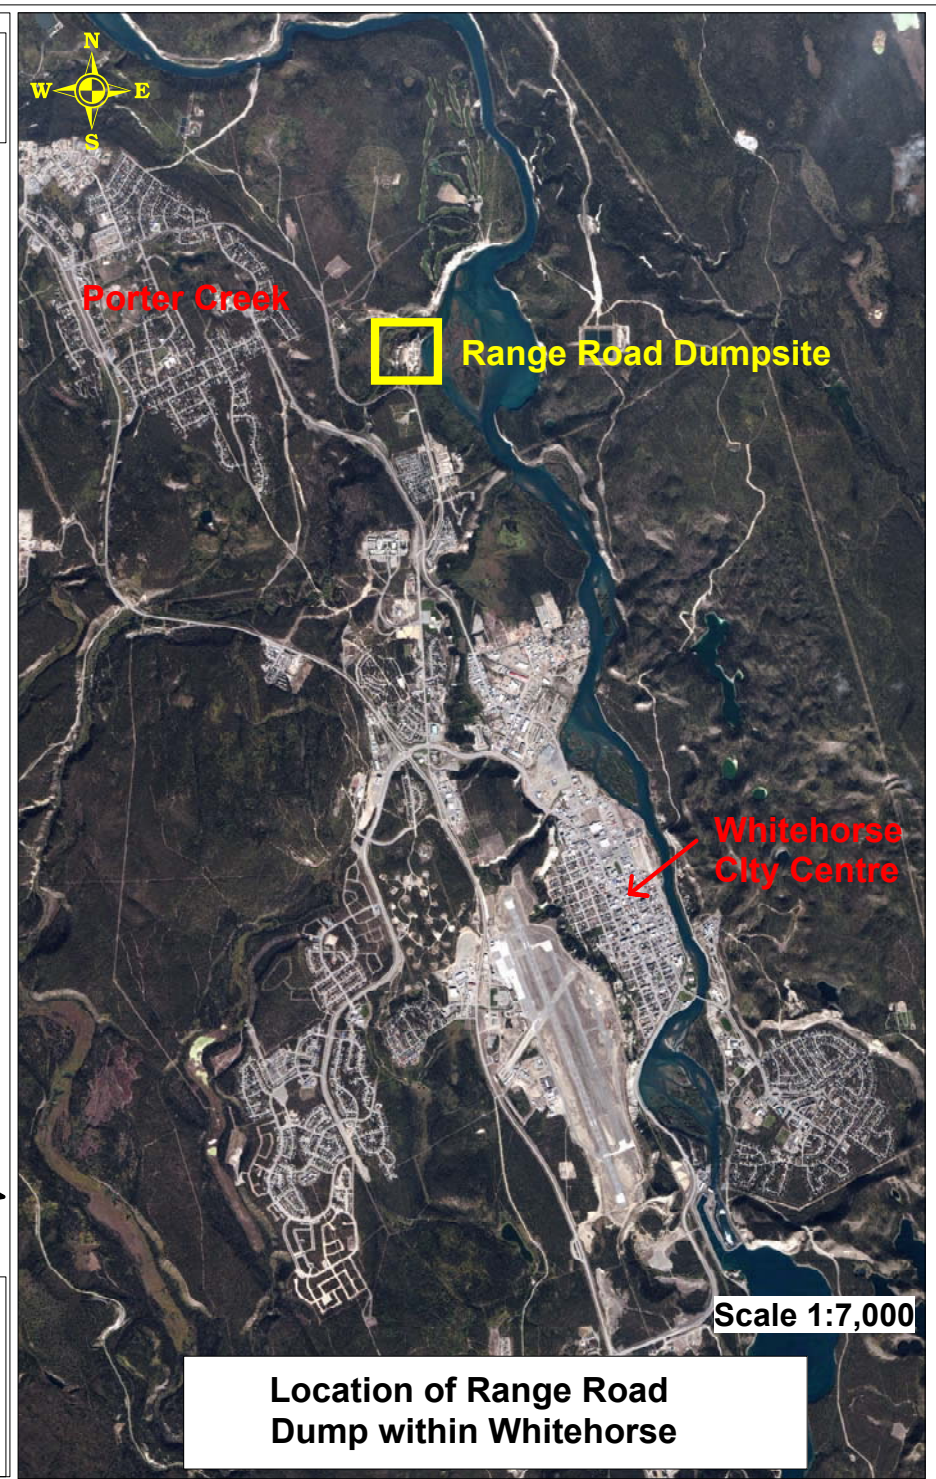 N
W E
S
Porter Creek
Range Road Dumpsite
Whitehorse
CIty Centre
Scale 1:7,000
Location of Range Road
Dump within Whitehorse